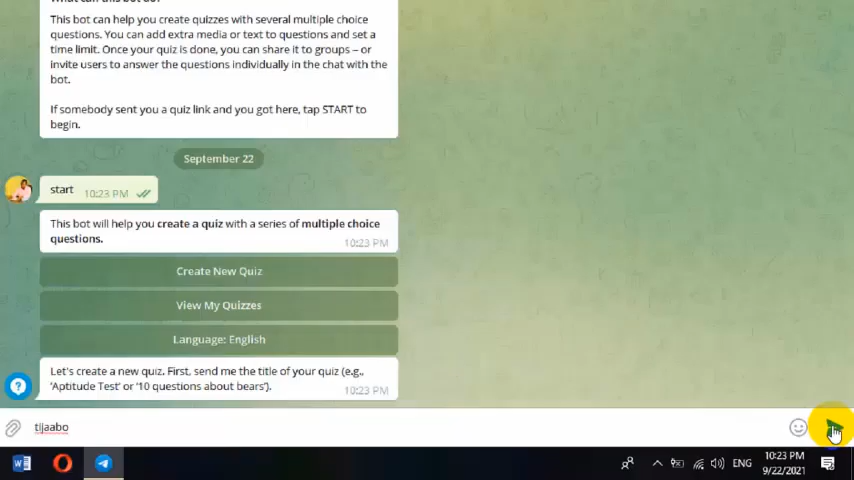 This bot can help you create quizzes with several multiple choice
questions. You can add extra media or text to questions and set a
time limit. Once your quiz is done, you can share it to groups – or
invite users to answer the questions individually in the chat with the
bot.
If somebody sent you a quiz link and you got here, tap START to
begin.
September 22
start 10:23 PM
This bot will help you create a quiz with a series of multiple choice
questions.
10:23 PM
Create New Quiz
View My Quizzes
Language: English
Let's create a new quiz. First, send me the title of your quiz (e.g.,
'Aptitude Test' or '10 questions about bears').
10:23 PM
tijaabo
ENG
10:23 PM
9/22/2021